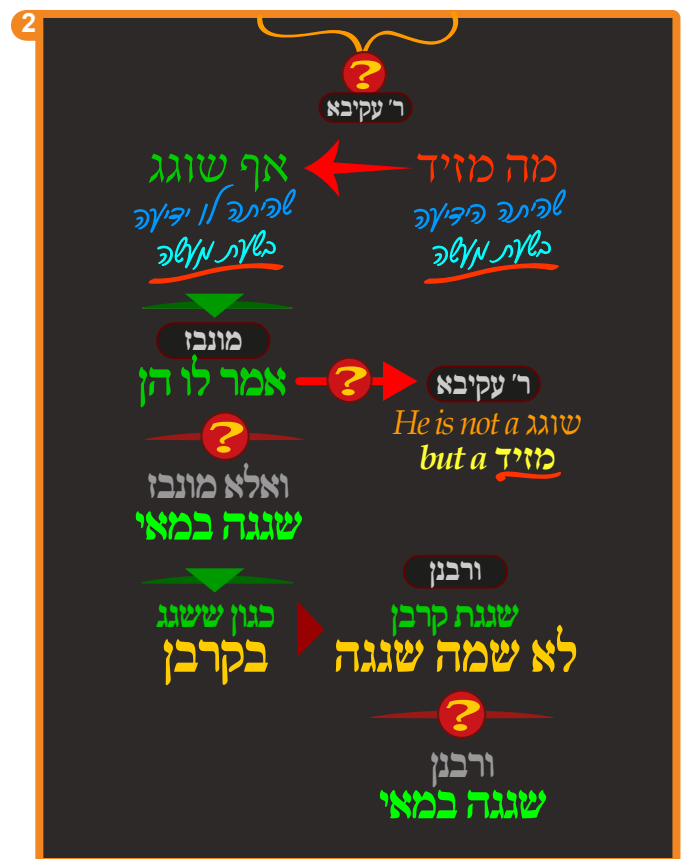 2
?
ר׳ עקיבא
מה מזיד
אף שוגג
שהיתה הידיעה
שהיתה לו ידיעה
בשעת מעשה
בשעת מעשה
מונבז
אמר לו הן
?
ר׳ עקיבא
He is not a שוגג
but a מזיד
?
ואלא מונבז
שגגה במאי
ורבנן
כגון ששגג
בקרבן
שגגת קרבן
לא שמה שגגה
?
ורבנן
שגגה במאי